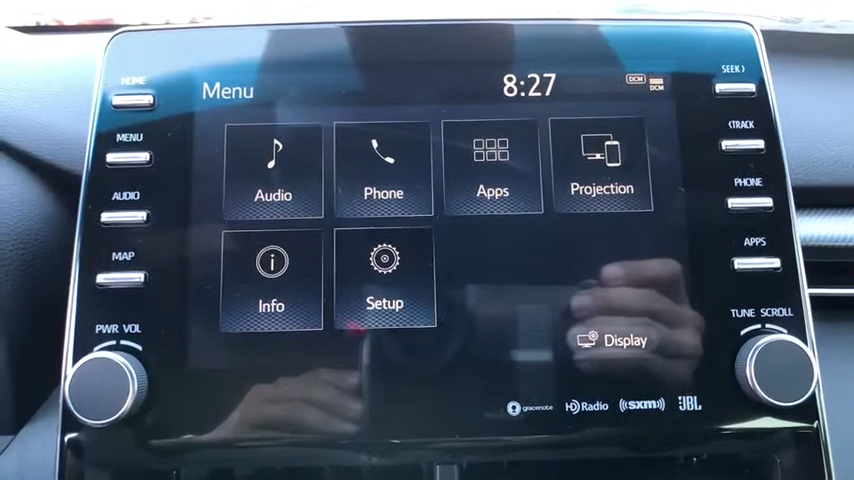 HOME
MENU
AUDIO
MAP
PWR VOL
Menu
8:27
DCM
DCM
Audio
Phone
Apps
Projection
Info
Setup
Display
gracenote
HD Radio
((sxm))
JBL
SEEK >
< TRACK
PHONE
APPS
TUNE SCROLL